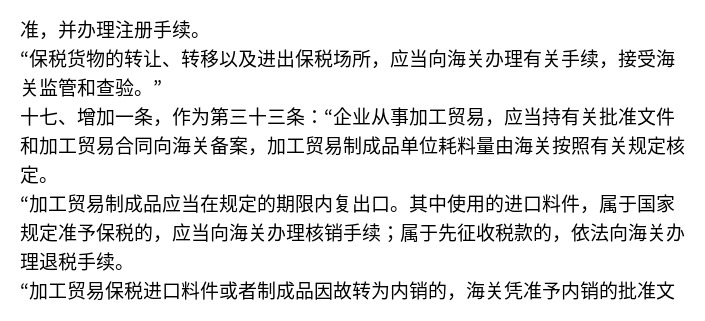 准，并办理注册手续。
“保税货物的转让、转移以及进出保税场所，应当向海关办理有关手续，接受海
关监管和查验。”
十七、增加一条，作为第三十三条：“企业从事加工贸易，应当持有关批准文件
和加工贸易合同向海关备案，加工贸易制成品单位耗料量由海关按照有关规定核
定。
“加工贸易制成品应当在规定的期限内复出口。其中使用的进口料件，属于国家
规定准予保税的，应当向海关办理核销手续；属于先征收税款的，依法向海关办
理退税手续。
“加工贸易保税进口料件或者制成品因故转为内销的，海关凭准予内销的批准文